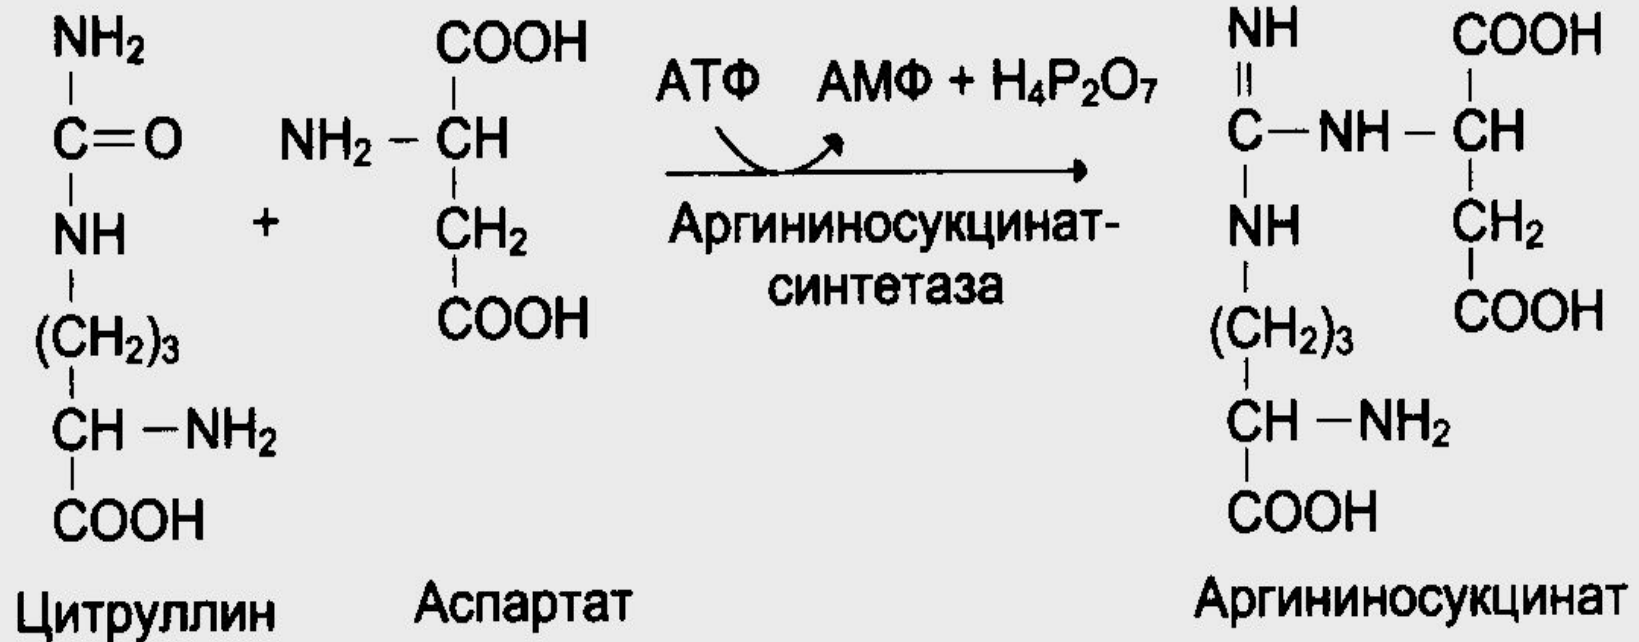 NH₂ COOH NH COOH
АТФ АМФ + H₄P₂O₇
C=O NH₂ – CH C – NH – CH
NH + CH₂ Аргининосукцинат- NH CH₂
синтетаза
(CH₂)₃ COOH (CH₂)₃ COOH
CH – NH₂ CH – NH₂
COOH COOH
Цитруллин Аспартат Аргининосукцинат